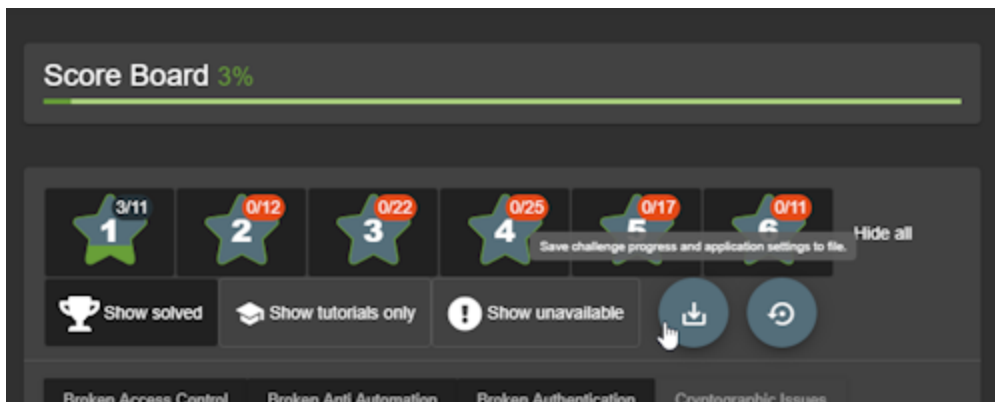 Score Board 3%
3/11 0/12 0/22 0/25 0/17 0/11
1 2 3 4 5 6 Hide all
Save challenge progress and application settings to file.
Show solved Show tutorials only Show unavailable
Broken Access Control Broken Anti Automation Broken Authentication Cryptographic Issues